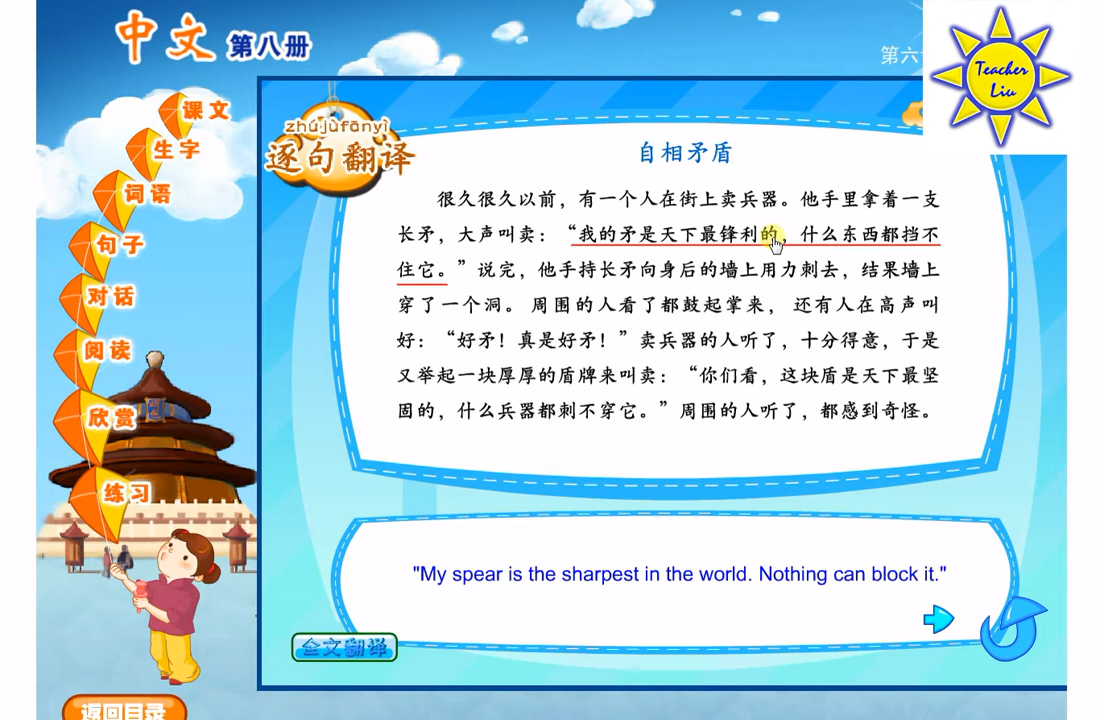 中文 第八册
第六
Teacher
Liu
课文
生字
词语
句子
对话
阅读
欣赏
练习
返回目录
zhújùfānyì
逐句翻译
自相矛盾
很久很久以前，有一个人在街上卖兵器。他手里拿着一支
长矛，大声叫卖：“我的矛是天下最锋利的，什么东西都挡不
住它。”说完，他手持长矛向身后的墙上用力刺去，结果墙上
穿了一个洞。周围的人看了都鼓起掌来，还有人在高声叫
好：“好矛！真是好矛！”卖兵器的人听了，十分得意，于是
又举起一块厚厚的盾牌来叫卖：“你们看，这块盾是天下最坚
固的，什么兵器都刺不穿它。”周围的人听了，都感到奇怪。
"My spear is the sharpest in the world. Nothing can block it."
全文翻译